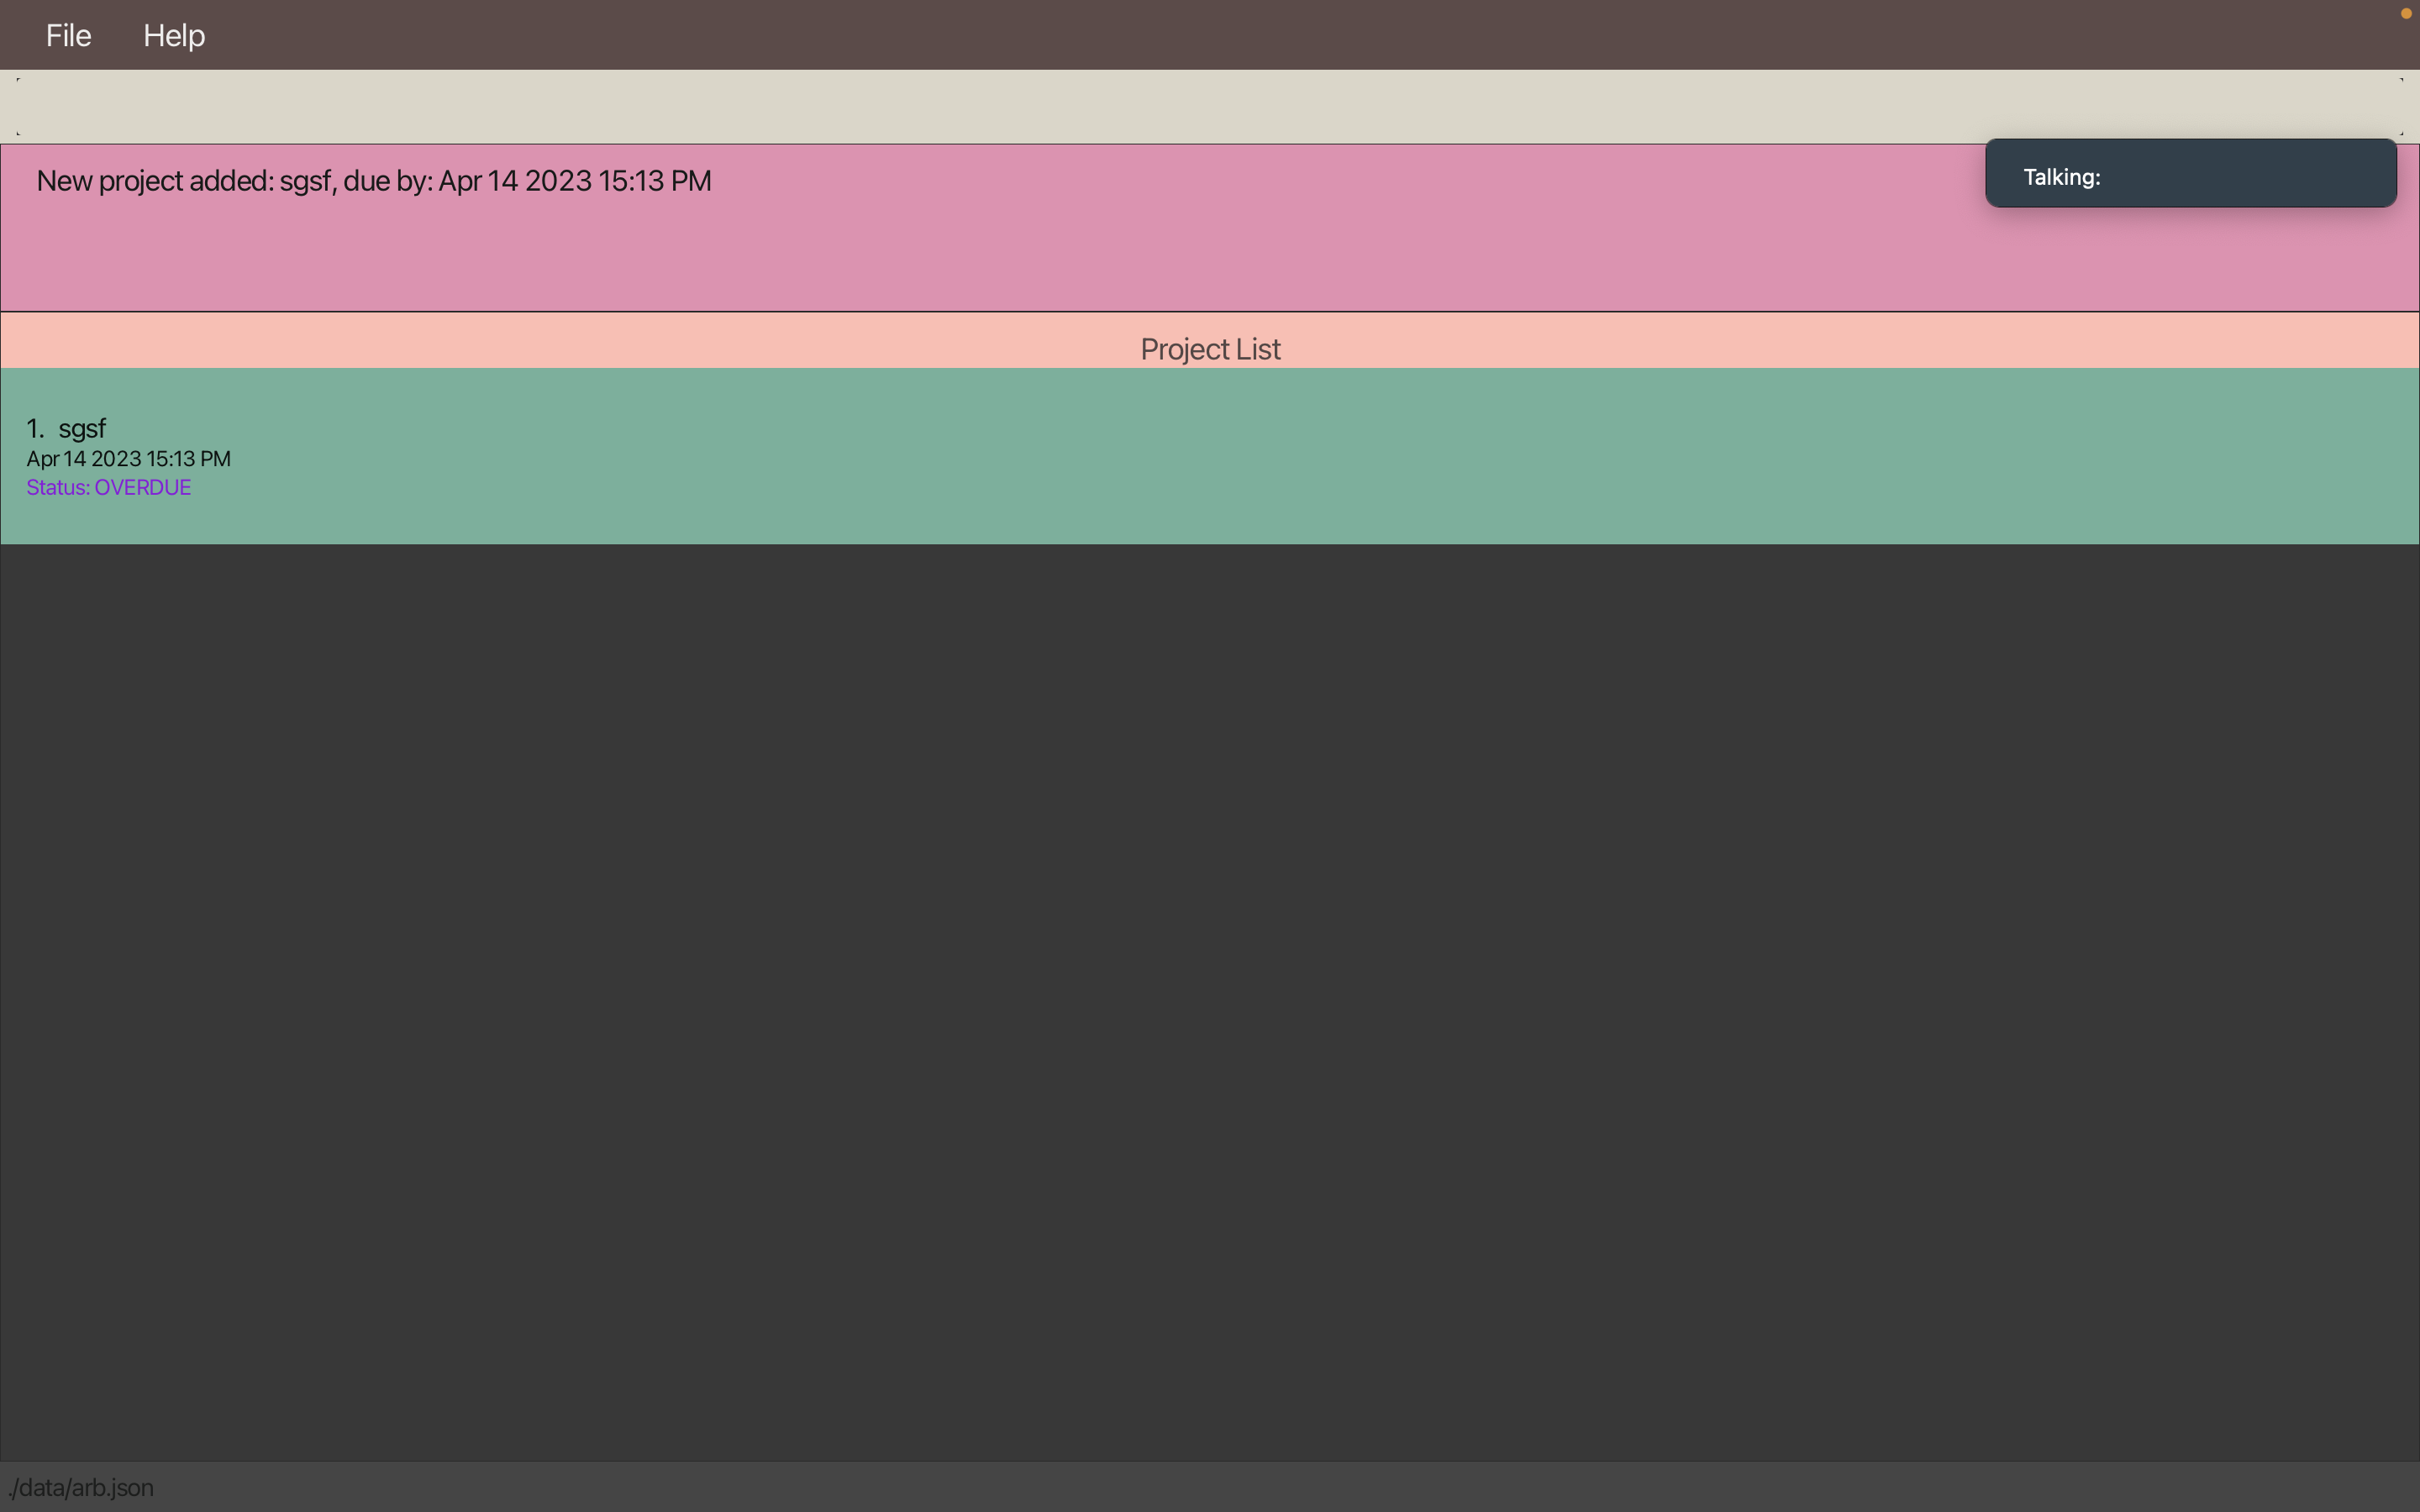 File Help
New project added: sgsf, due by: Apr 14 2023 15:13 PM
Talking:
Project List
1. sgsf
Apr 14 2023 15:13 PM
Status: OVERDUE
./data/arb.json